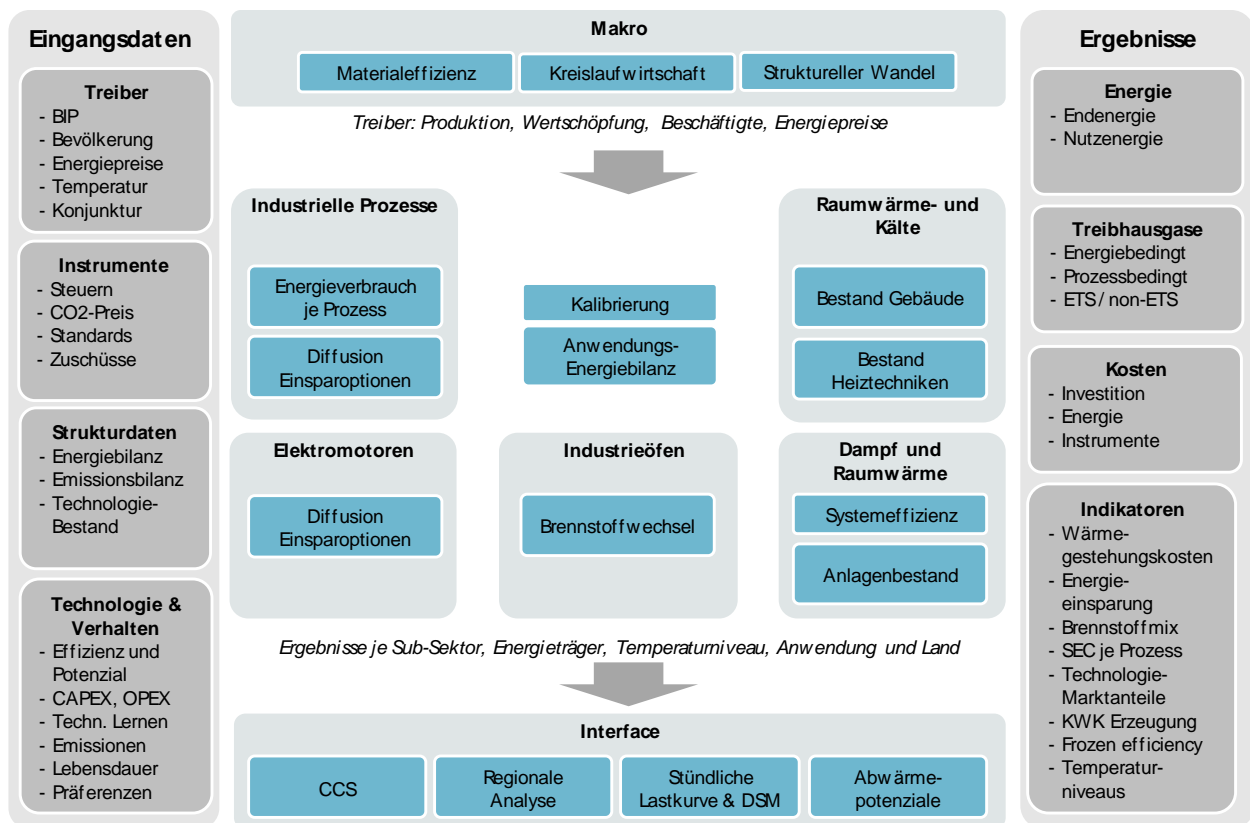 Eingangsdaten
Treiber
- BIP
- Bevölkerung
- Energiepreise
- Temperatur
- Konjunktur
Instrumente
- Steuern
- CO2-Preis
- Standards
- Zuschüsse
Strukturdaten
- Energiebilanz
- Emissionsbilanz
- Technologie-
Bestand
Technologie &
Verhalten
- Effizienz und
Potenzial
- CAPEX, OPEX
- Techn. Lernen
- Emissionen
- Lebensdauer
- Präferenzen
Makro
Materialeffizienz
Kreislaufwirtschaft
Struktureller Wandel
Treiber: Produktion, Wertschöpfung, Beschäftigte, Energiepreise
Industrielle Prozesse
Energieverbrauch
je Prozess
Diffusion
Einsparoptionen
Kalibrierung
Anwendungs-
Energiebilanz
Raumwärme- und
Kälte
Bestand Gebäude
Bestand
Heiztechniken
Elektromotoren
Diffusion
Einsparoptionen
Industrieöfen
Brennstoffwechsel
Dampf und
Raumwärme
Systemeffizienz
Anlagenbestand
Ergebnisse je Sub-Sektor, Energieträger, Temperaturniveau, Anwendung und Land
Interface
CCS
Regionale
Analyse
Stündliche
Lastkurve & DSM
Abwärme-
potenziale
Ergebnisse
Energie
- Endenergie
- Nutzenergie
Treibhausgase
- Energiebedingt
- Prozessbedingt
- ETS / non-ETS
Kosten
- Investition
- Energie
- Instrumente
Indikatoren
- Wärme-
gestehungskosten
- Energie-
einsparung
- Brennstoffmix
- SEC je Prozess
- Technologie-
Marktanteile
- KWK Erzeugung
- Frozen efficiency
- Temperatur-
niveaus